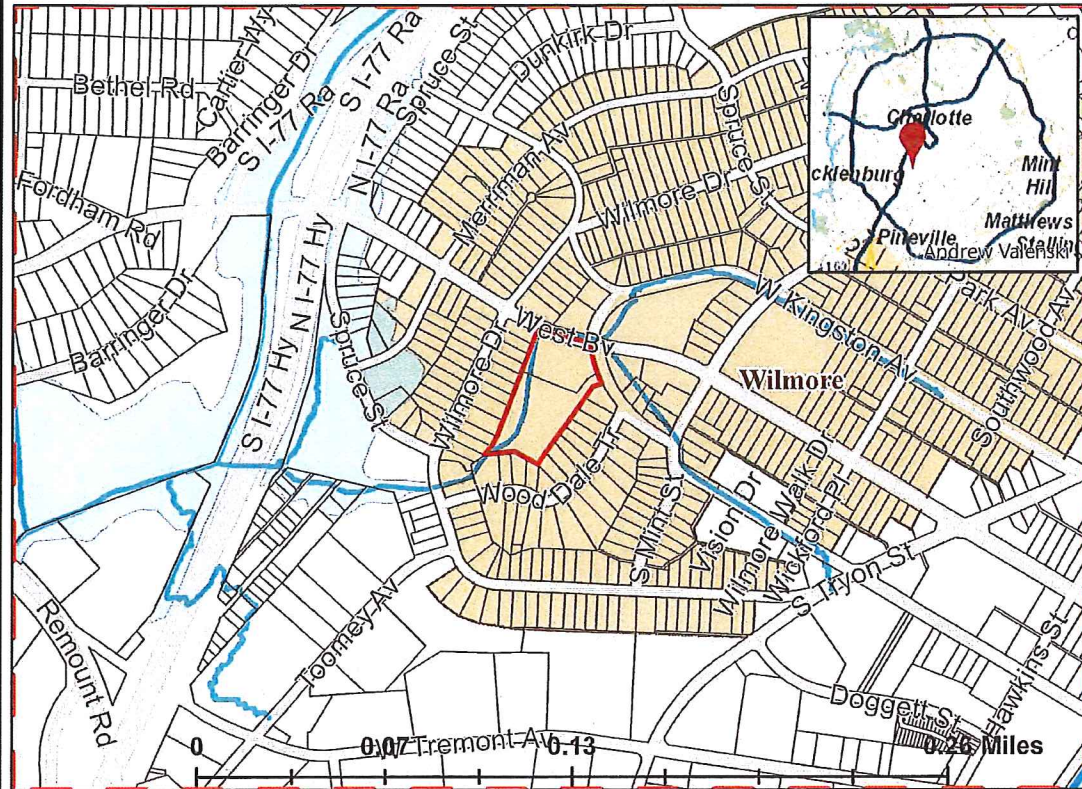 Bethel Rd
Cartier Wy
Barringer Dr
S I-77 Ra
S I-77 Ra
N I-77 Ra
Spruce St
Dunkirk Dr
Spruce St
Merriman Av
Wilmore Dr
Fordham Rd
Barringer Dr
S I-77 Hy
N I-77 Hy
Spruce St
Wilmore Dr
West Bv
W Kingston Av
Park Av
Southwood Av
Wilmore
Wood Dale Tr
S Mint St
Vision Dr
Wilmore Walk Dr
Wickford Pl
S Tryon St
Toomey Av
Remount Rd
W Tremont Av
Doggett St
Hawkins St
0 0.07 0.13 0.26 Miles
Charlotte
cklenburg
Mint
Hill
Matthews
Stallin
Pineville
Andrew Valenski